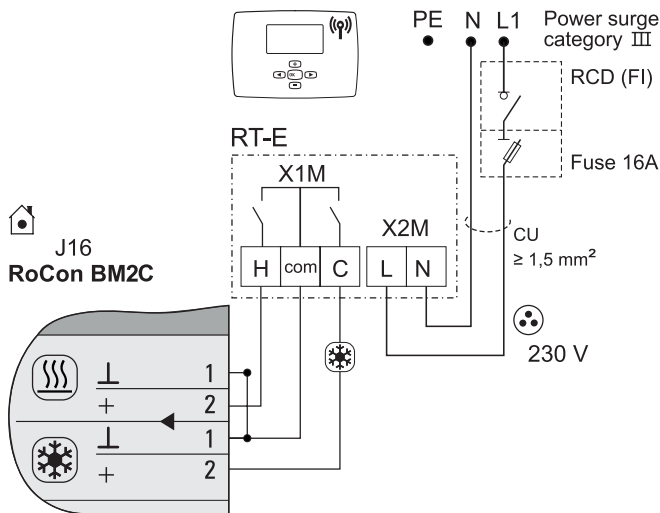 PE N L1
Power surge
category III
RCD (FI)
Fuse 16A
OK
RT-E
X1M
X2M
H com C L N
CU
≥ 1,5 mm²
230 V
J16
RoCon BM2C
⊥ 1
+ 2
⊥ 1
+ 2